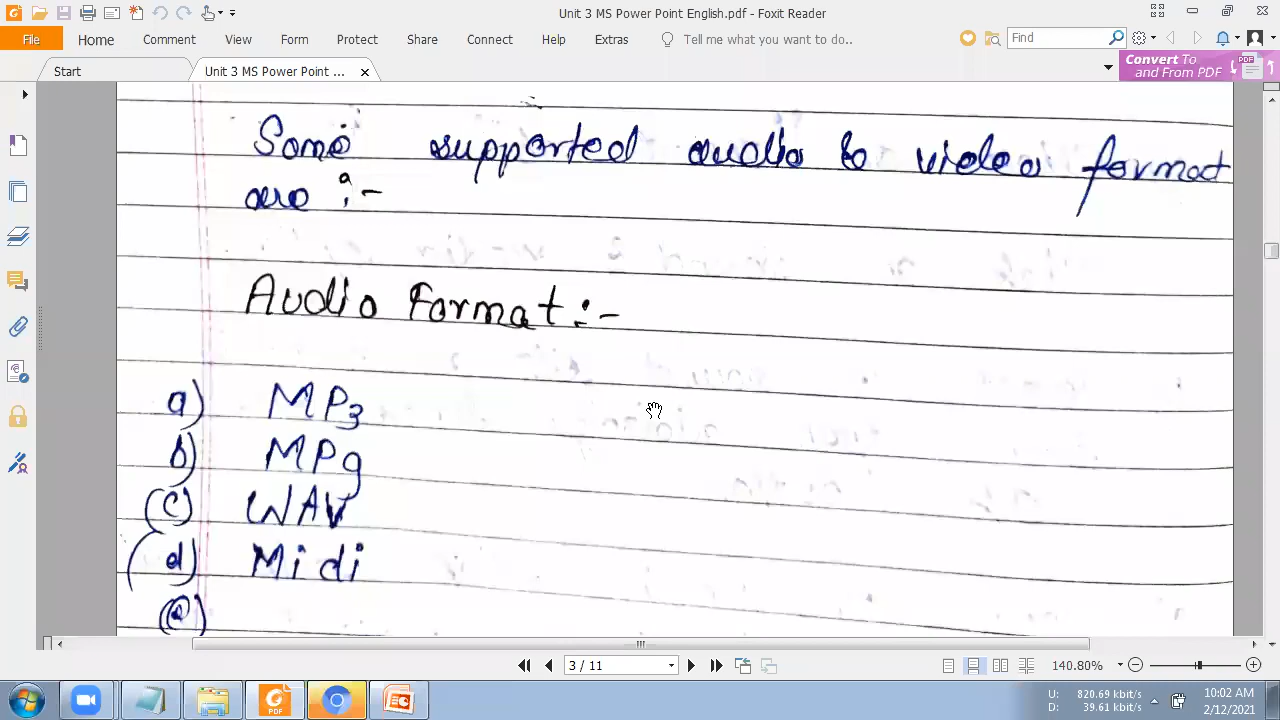 Unit 3 MS Power Point English.pdf - Foxit Reader
File Home Comment View Form Protect Share Connect Help Extras Tell me what you want to do.. Find
Start Unit 3 MS Power Point ... Convert To
and From PDF
Some supported audio & video format
are :-
Audio Format :-
a) MP3
b) MPg
(c) WAV
(d) Midi
(e)
3 / 11 140.80%
U: 820.69 kbit/s 10:02 AM
D: 39.61 kbit/s 2/12/2021
PDF